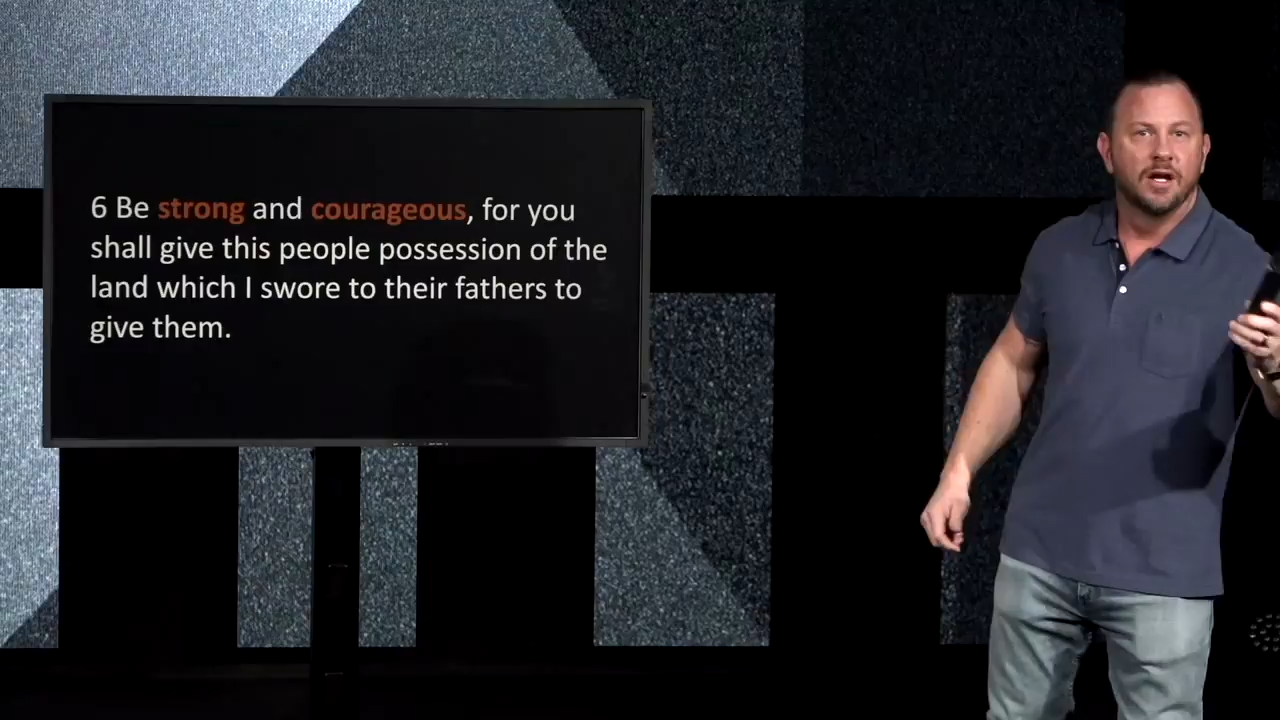 6 Be strong and courageous, for you
shall give this people possession of the
land which I swore to their fathers to
give them.